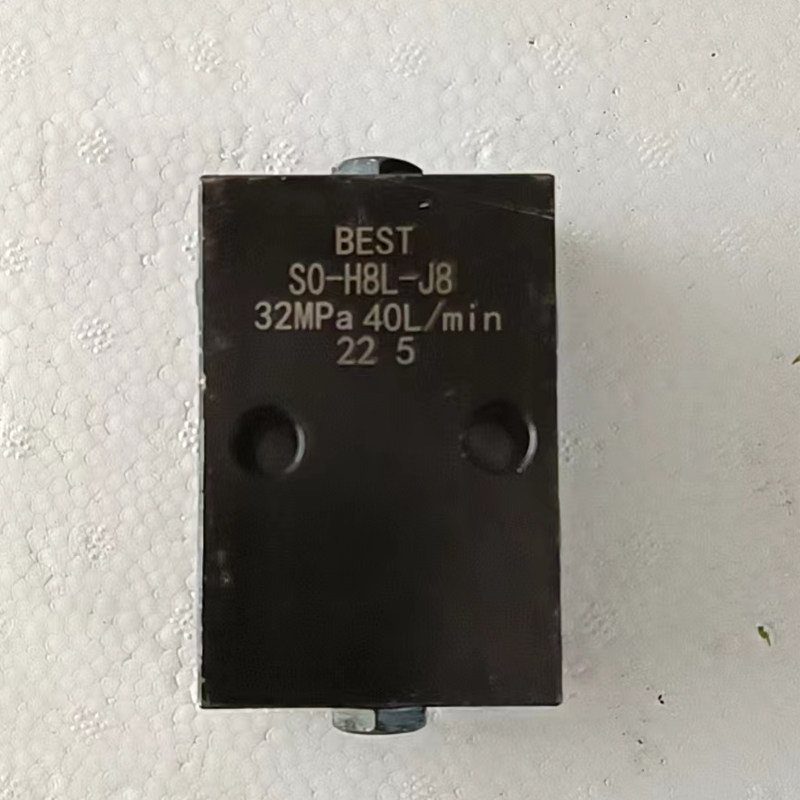 BEST
SO-H8L-J8
32MPa 40L/min
22 5